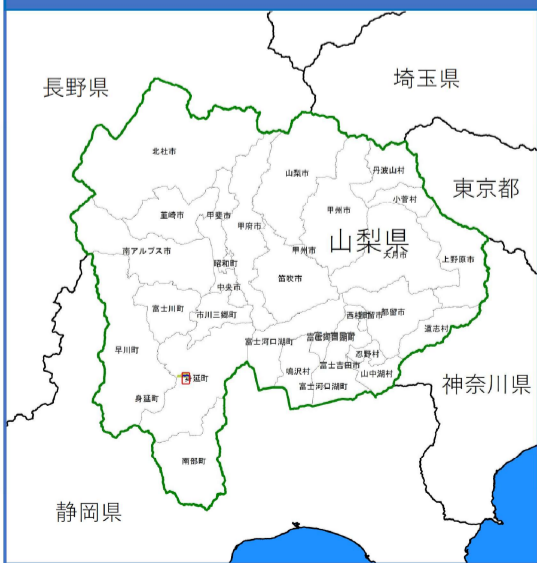 長野県
埼玉県
北社市
山梨市
丹波山村
東京都
小菅村
韮崎市
甲斐市
甲府市
甲州市
山梨県
南アルプス市
甲州市
大月市
上野原市
昭和町
笛吹市
中央市
富士川町
市川三郷町
都留市
道志村
富士河口湖町
早川町
忍野村
鳴沢村
富士吉田市
山中湖村
身延町
神奈川県
富士河口湖町
身延町
南部町
静岡県